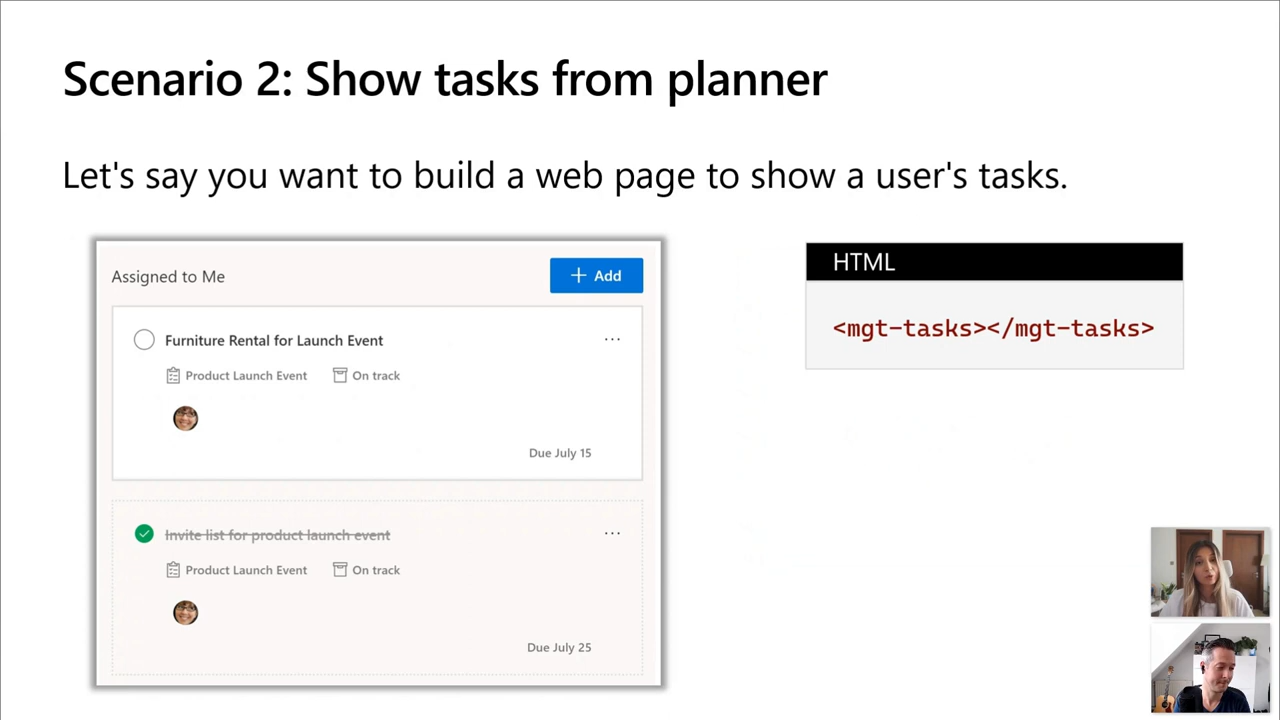 Scenario 2: Show tasks from planner
Let's say you want to build a web page to show a user's tasks.
Assigned to Me
+ Add
Furniture Rental for Launch Event
...
Product Launch Event
On track
Due July 15
Invite list for product launch event
...
Product Launch Event
On track
Due July 25
HTML
<mgt-tasks></mgt-tasks>